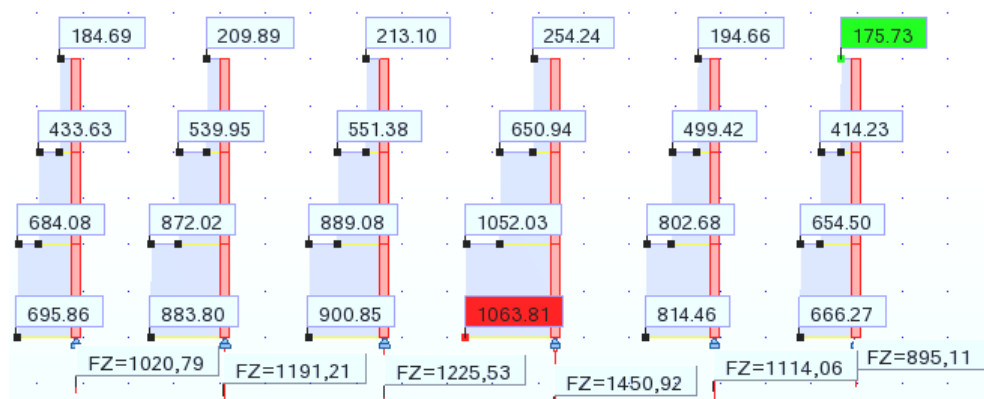 184.69 209.89 213.10 254.24 194.66 175.73
433.63 539.95 551.38 650.94 499.42 414.23
684.08 872.02 889.08 1052.03 802.68 654.50
695.86 883.80 900.85 1063.81 814.46 666.27
FZ=1020,79 FZ=1191,21 FZ=1225,53 FZ=1450,92 FZ=1114,06 FZ=895,11